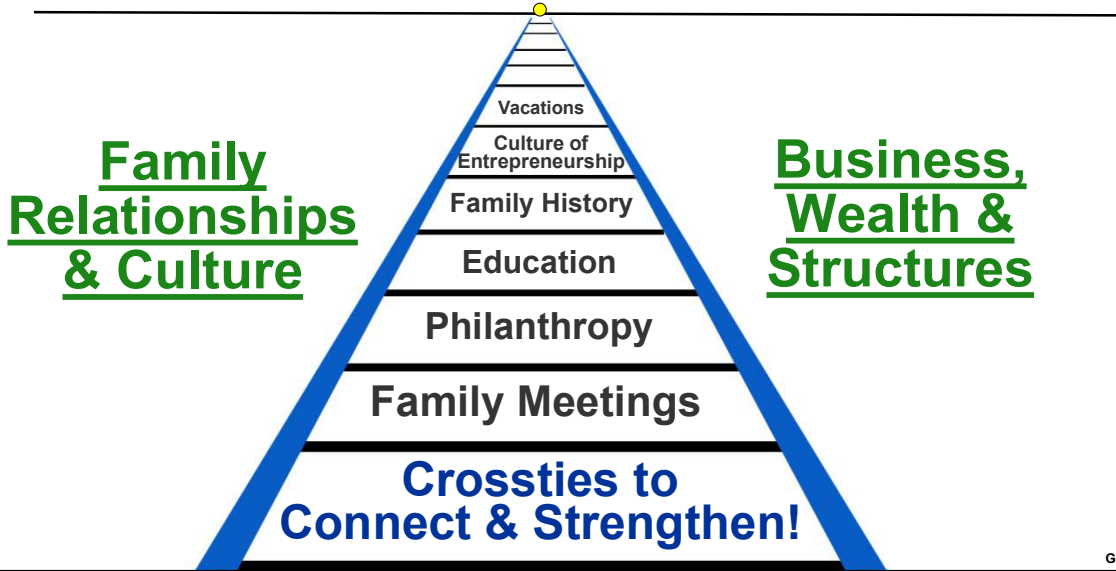 Vacations
Culture of
Entrepreneurship
Family
Relationships
& Culture
Business,
Wealth &
Structures
Family History
Education
Philanthropy
Family Meetings
Crossties to
Connect & Strengthen!
G